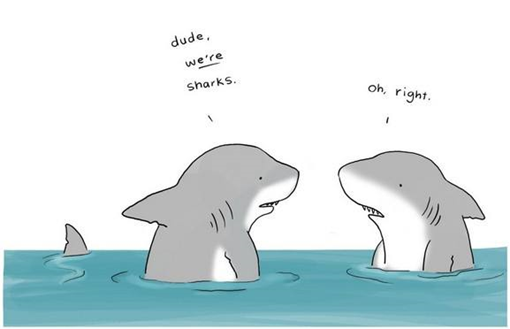 dude,
we're
sharks.
oh, right.